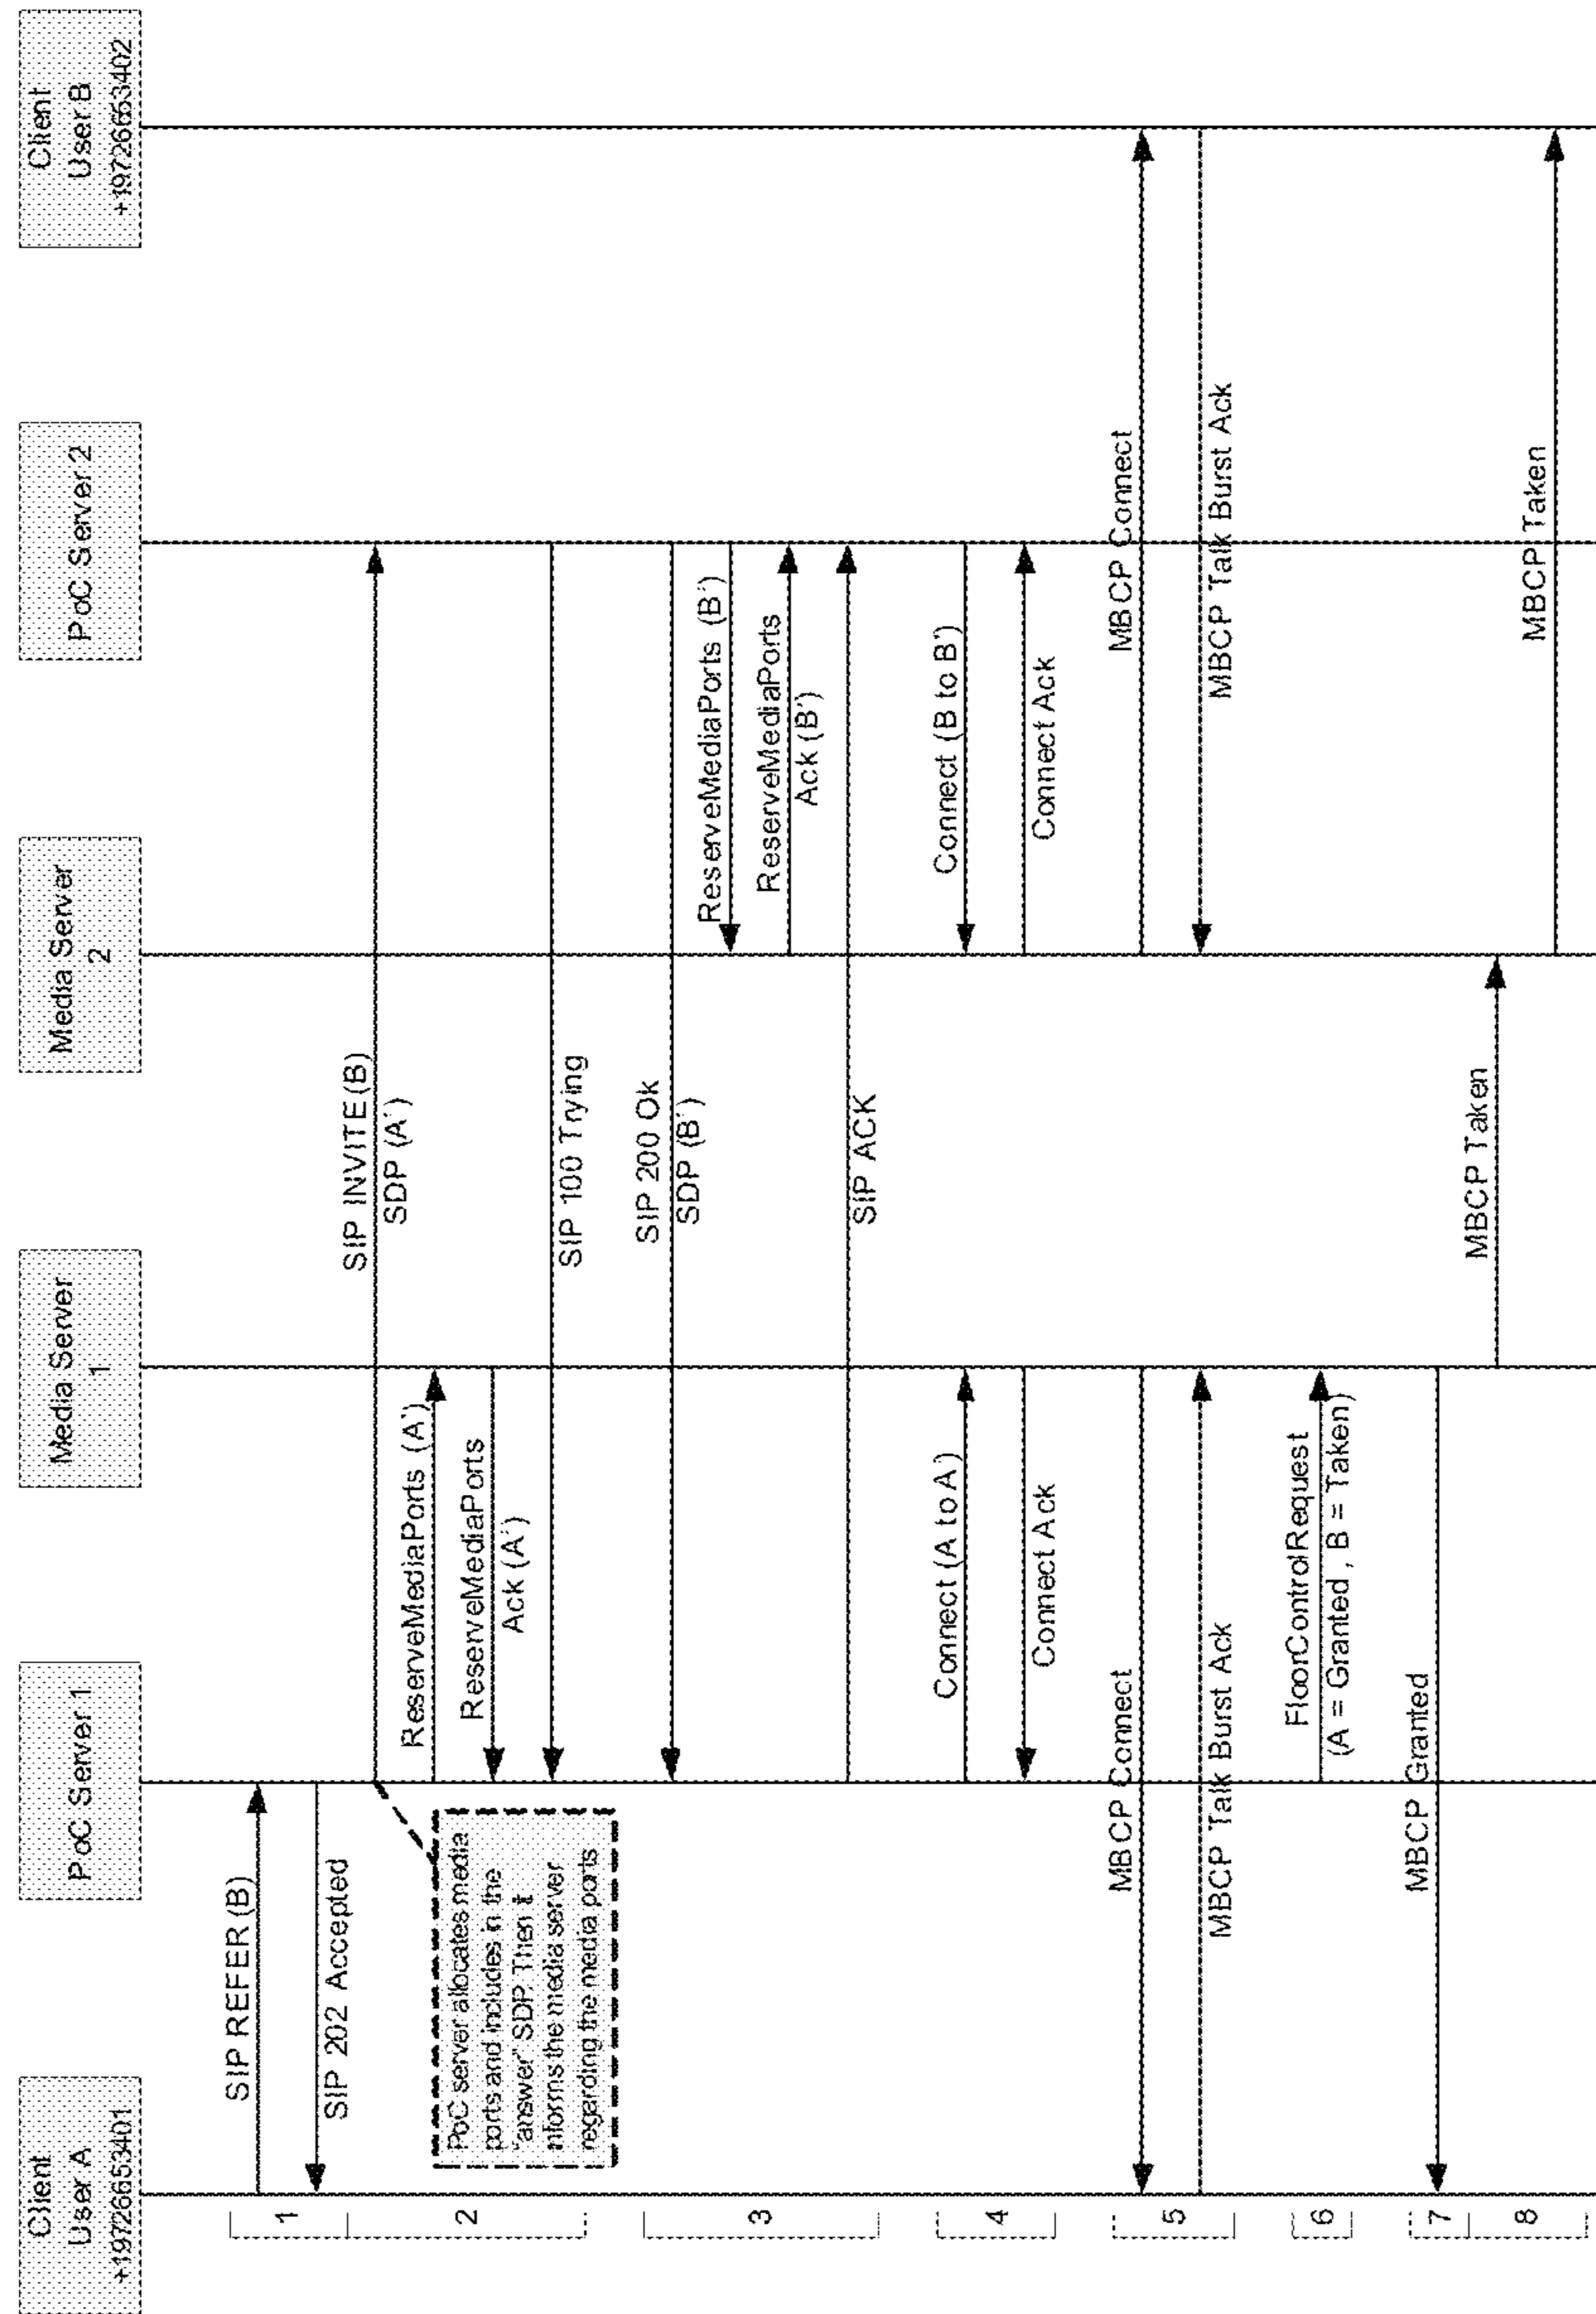 Client
User A
+19726653401
PoC Server 1
Media Server
1
Media Server
2
PoC Server 2
Client
User B
+19726653402
1
SIP REFER (B)
SIP 202 Accepted
2
SIP INVITE (B)
SDP (A')
PoC server allocates media
ports and includes in the
"answer" SDP. Then it
informs the media server
regarding the media ports
ReserveMediaPorts (A')
ReserveMediaPorts
Ack (A')
SIP 100 Trying
3
SIP 200 Ok
SDP (B')
ReserveMediaPorts (B')
ReserveMediaPorts
Ack (B')
SIP ACK
4
Connect (A to A')
Connect (B to B')
Connect Ack
Connect Ack
5
MBCP Connect
MBCP Connect
MBCP Talk Burst Ack
MBCP Talk Burst Ack
6
FloorControlRequest
(A = Granted , B = Taken)
7
MBCP Granted
8
MBCP Taken
MBCP Taken